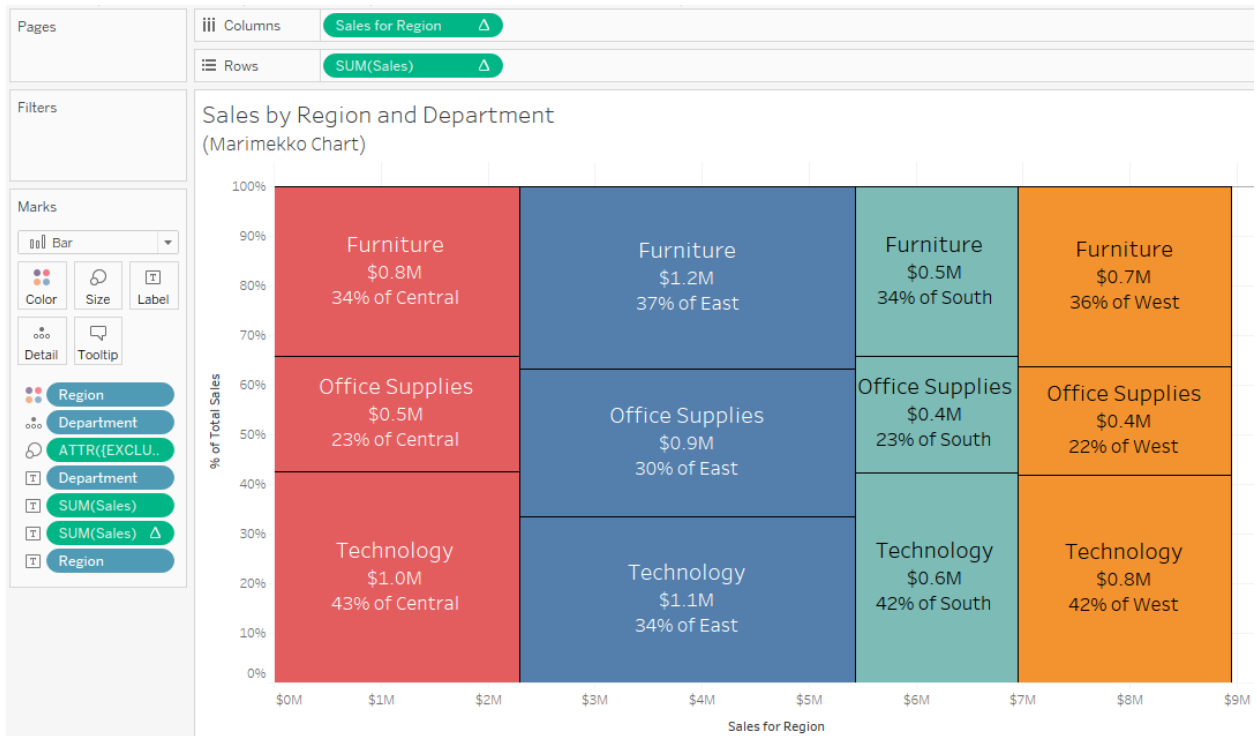 Pages
Columns
Sales for Region Δ
Rows
SUM(Sales) Δ
Filters
Marks
Bar
Color
Size
Label
Detail
Tooltip
Region
Department
ATTR({EXCLU..
Department
SUM(Sales)
SUM(Sales) Δ
Region
Sales by Region and Department
(Marimekko Chart)
% of Total Sales
100%
90%
80%
70%
60%
50%
40%
30%
20%
10%
0%
Furniture
$0.8M
34% of Central
Office Supplies
$0.5M
23% of Central
Technology
$1.0M
43% of Central
Furniture
$1.2M
37% of East
Office Supplies
$0.9M
30% of East
Technology
$1.1M
34% of East
Furniture
$0.5M
34% of South
Office Supplies
$0.4M
23% of South
Technology
$0.6M
42% of South
Furniture
$0.7M
36% of West
Office Supplies
$0.4M
22% of West
Technology
$0.8M
42% of West
$0M $1M $2M $3M $4M $5M $6M $7M $8M $9M
Sales for Region